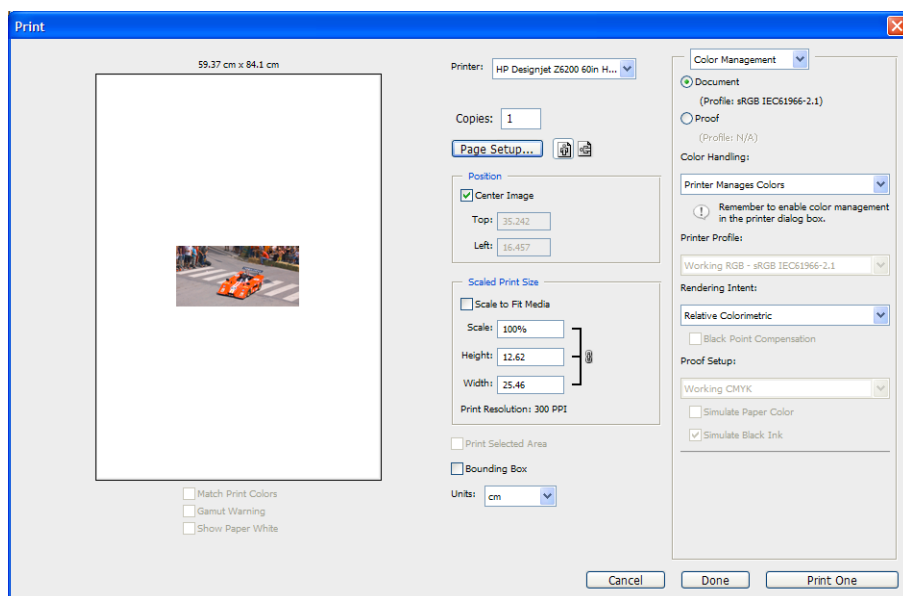 Print
59.37 cm x 84.1 cm
Match Print Colors
Gamut Warning
Show Paper White
Printer: HP Designjet Z6200 60in H...
Copies: 1
Page Setup...
Position
Center Image
Top: 35.242
Left: 16.457
Scaled Print Size
Scale to Fit Media
Scale: 100%
Height: 12.62
Width: 25.46
Print Resolution: 300 PPI
Print Selected Area
Bounding Box
Units: cm
Color Management
Document
(Profile: sRGB IEC61966-2.1)
Proof
(Profile: N/A)
Color Handling:
Printer Manages Colors
Remember to enable color management
in the printer dialog box.
Printer Profile:
Working RGB - sRGB IEC61966-2.1
Rendering Intent:
Relative Colorimetric
Black Point Compensation
Proof Setup:
Working CMYK
Simulate Paper Color
Simulate Black Ink
Cancel
Done
Print One